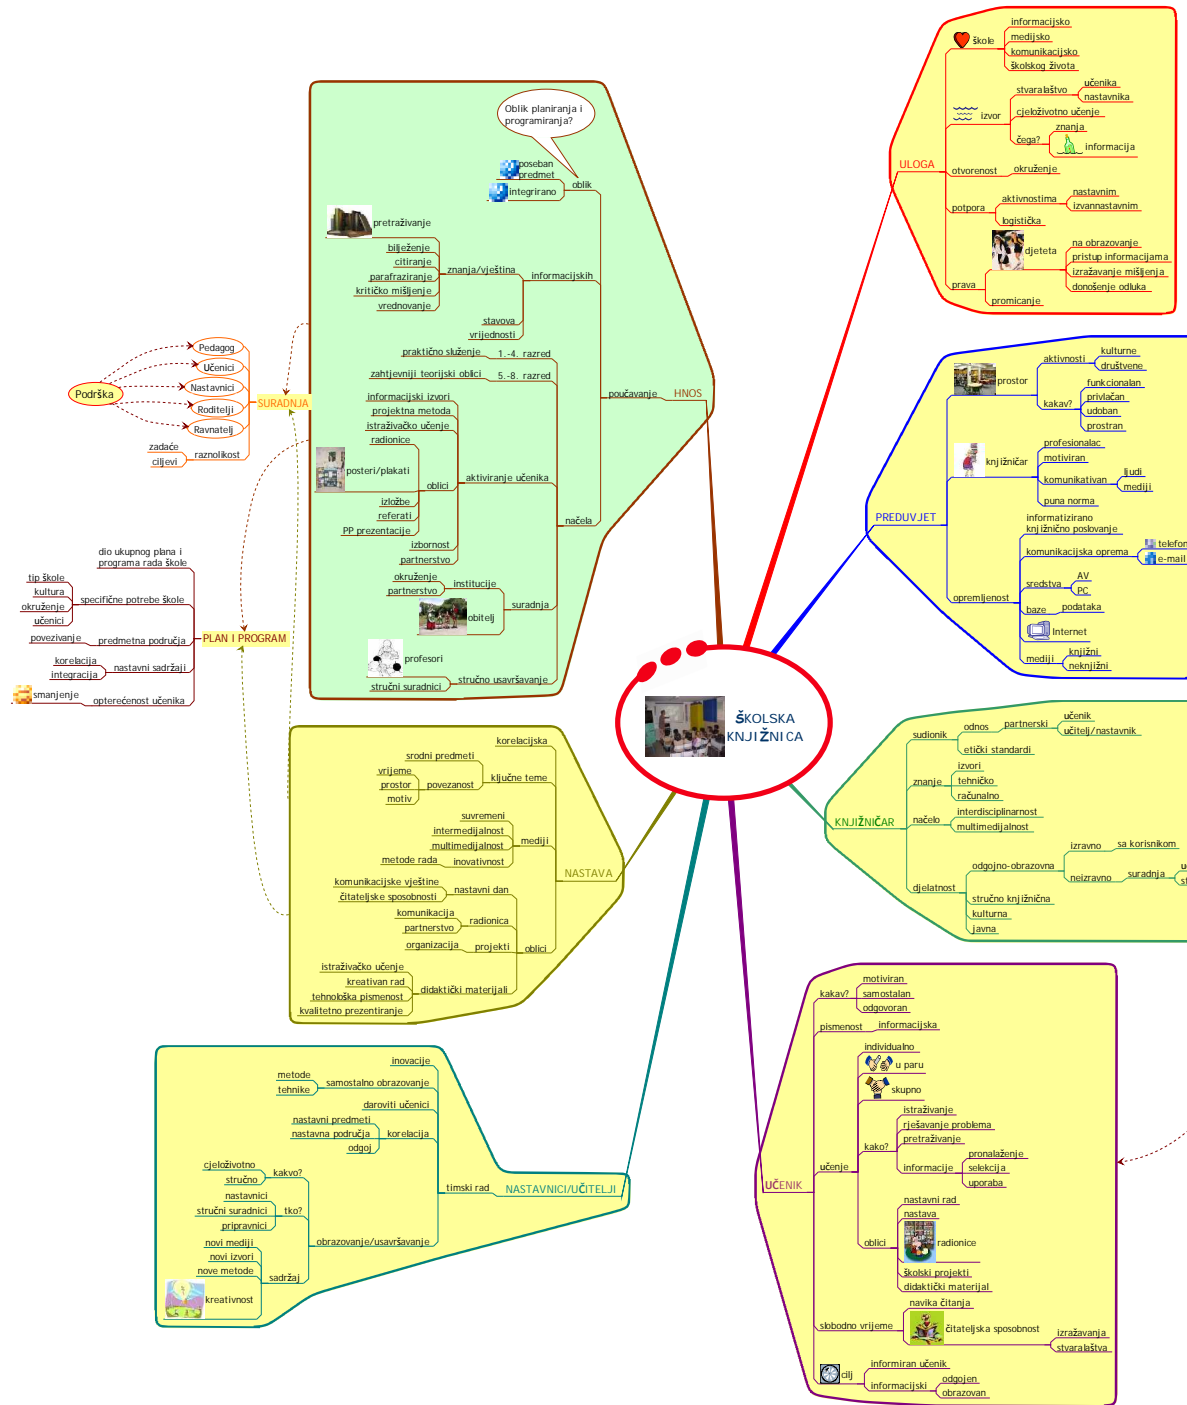 ŠKOLSKA
KNJIŽNICA
ULOGA
škole
informacijsko
medijsko
komunikacijsko
školskog života
izvor
stvaralaštvo
učenika
nastavnika
cjeloživotno učenje
čega?
znanja
informacija
otvorenost
okruženje
potpora
aktivnostima
nastavnim
izvannastavnim
logistička
prava
djeteta
na obrazovanje
pristup informacijama
izražavanje mišljenja
donošenje odluka
promicanje
PREDUVJET
prostor
aktivnosti
kulturne
društvene
kakav?
funkcionalan
privlačan
udoban
prostran
knjižničar
profesionalac
motiviran
komunikativan
ljudi
mediji
puna norma
opremljenost
informatizirano
knjižnično poslovanje
komunikacijska oprema
telefon
e-mail
sredstva
AV
PC
baze
podataka
Internet
mediji
knjižni
neknjižni
KNJIŽNIČAR
sudionik
odnos
partnerski
učenik
učitelj/nastavnik
etički standardi
znanje
izvori
tehničko
računalno
načelo
interdisciplinarnost
multimedijalnost
djelatnost
odgojno-obrazovna
izravno
sa korisnikom
neizravno
suradnja
stručno knjižnična
kulturna
javna
UČENIK
kakav?
motiviran
samostalan
odgovoran
pismenost
informacijska
učenje
individualno
u paru
skupno
kako?
istraživanje
rješavanje problema
pretraživanje
informacije
pronalaženje
selekcija
uporaba
oblici
nastavni rad
nastava
radionice
školski projekti
didaktički materijal
slobodno vrijeme
navika čitanja
čitateljska sposobnost
izražavanja
stvaralaštva
cilj
informiran učenik
informacijski
odgojen
obrazovan
HNOS
poučavanje
Oblik planiranja i
programiranja?
oblik
poseban
predmet
integrirano
informacijskih
znanja/vještina
pretraživanje
bilježenje
citiranje
parafraziranje
kritičko mišljenje
vrednovanje
stavova
vrijednosti
načela
1.-4. razred
praktično služenje
5.-8. razred
zahtjevniji teorijski oblici
aktiviranje učenika
informacijski izvori
projektna metoda
istraživačko učenje
oblici
radionice
posteri/plakati
izložbe
referati
PP prezentacije
izbornost
partnerstvo
suradnja
institucije
okruženje
partnerstvo
obitelj
stručno usavršavanje
profesori
stručni suradnici
SURADNJA
Podrška
Pedagog
Učenici
Nastavnici
Roditelji
Ravnatelj
raznolikost
zadaće
ciljevi
PLAN I PROGRAM
dio ukupnog plana i
programa rada škole
specifične potrebe škole
tip škole
kultura
okruženje
učenici
predmetna područja
povezivanje
nastavni sadržaji
korelacija
integracija
opterećenost učenika
smanjenje
NASTAVA
korelacijska
ključne teme
srodni predmeti
povezanost
vrijeme
prostor
motiv
mediji
suvremeni
intermedijalnost
multimedijalnost
inovativnost
metode rada
oblici
nastavni dan
komunikacijske vještine
čitateljske sposobnosti
radionica
komunikacija
partnerstvo
projekti
organizacija
didaktički materijali
istraživačko učenje
kreativan rad
tehnološka pismenost
kvalitetno prezentiranje
NASTAVNICI/UČITELJI
timski rad
inovacije
samostalno obrazovanje
metode
tehnike
daroviti učenici
korelacija
nastavni predmeti
nastavna područja
odgoj
obrazovanje/usavršavanje
kakvo?
cjeloživotno
stručno
tko?
nastavnici
stručni suradnici
pripravnici
sadržaj
novi mediji
novi izvori
nove metode
kreativnost